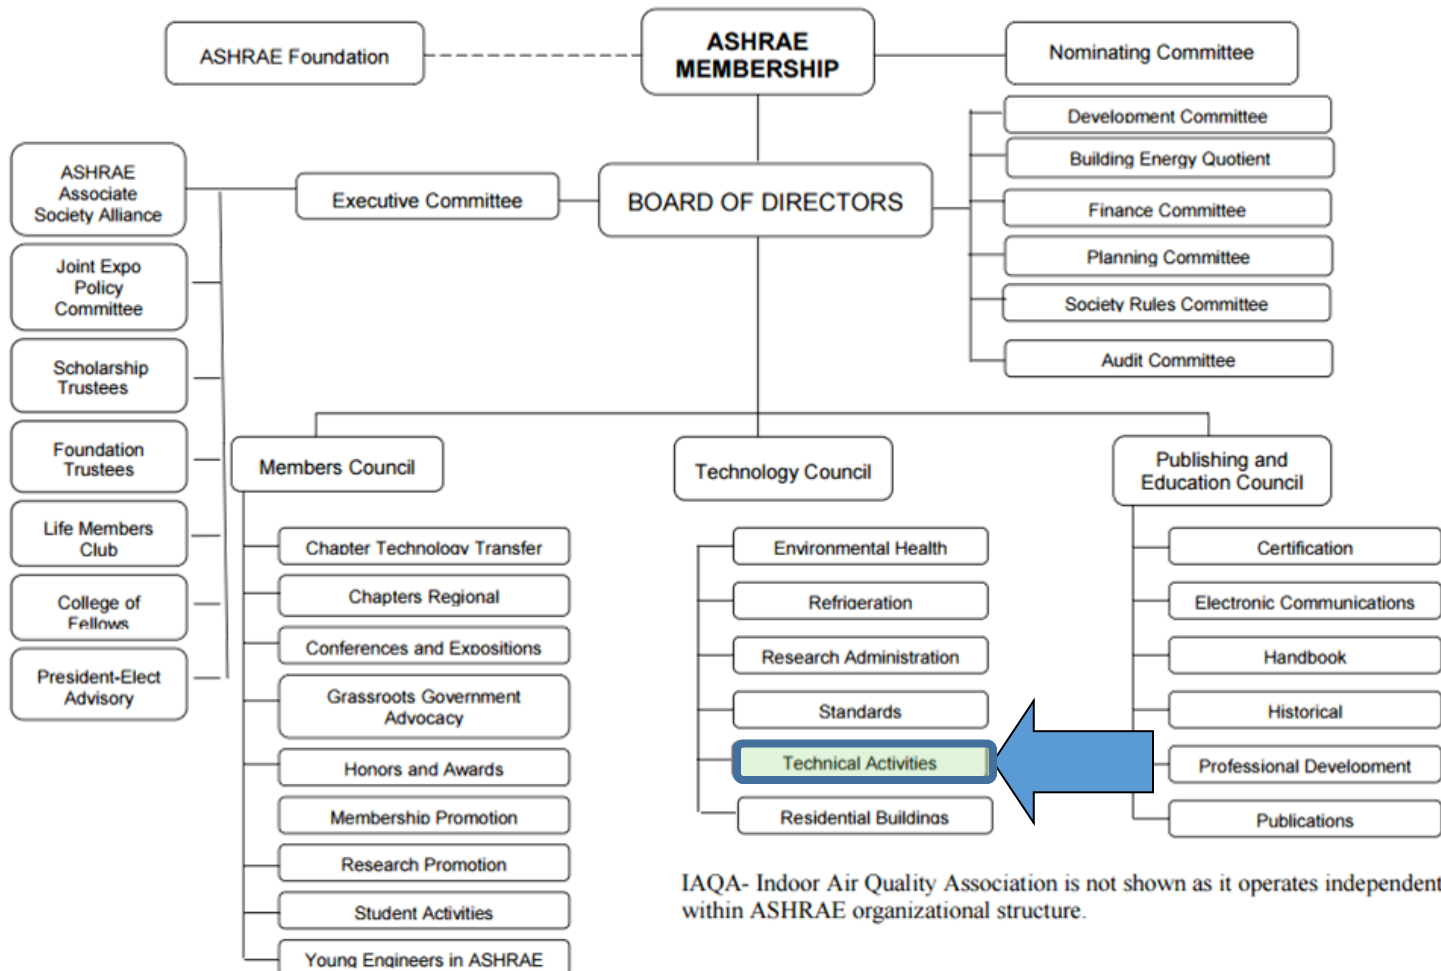 ASHRAE Foundation
ASHRAE
MEMBERSHIP
Nominating Committee
Development Committee
Building Energy Quotient
Finance Committee
Planning Committee
Society Rules Committee
Audit Committee
BOARD OF DIRECTORS
Executive Committee
ASHRAE
Associate
Society Alliance
Joint Expo
Policy
Committee
Scholarship
Trustees
Foundation
Trustees
Life Members
Club
College of
Fellows
President-Elect
Advisory
Members Council
Chapter Technology Transfer
Chapters Regional
Conferences and Expositions
Grassroots Government
Advocacy
Honors and Awards
Membership Promotion
Research Promotion
Student Activities
Young Engineers in ASHRAE
Technology Council
Environmental Health
Refrigeration
Research Administration
Standards
Technical Activities
Residential Buildings
Publishing and
Education Council
Certification
Electronic Communications
Handbook
Historical
Professional Development
Publications
IAQA- Indoor Air Quality Association is not shown as it operates independent
within ASHRAE organizational structure.